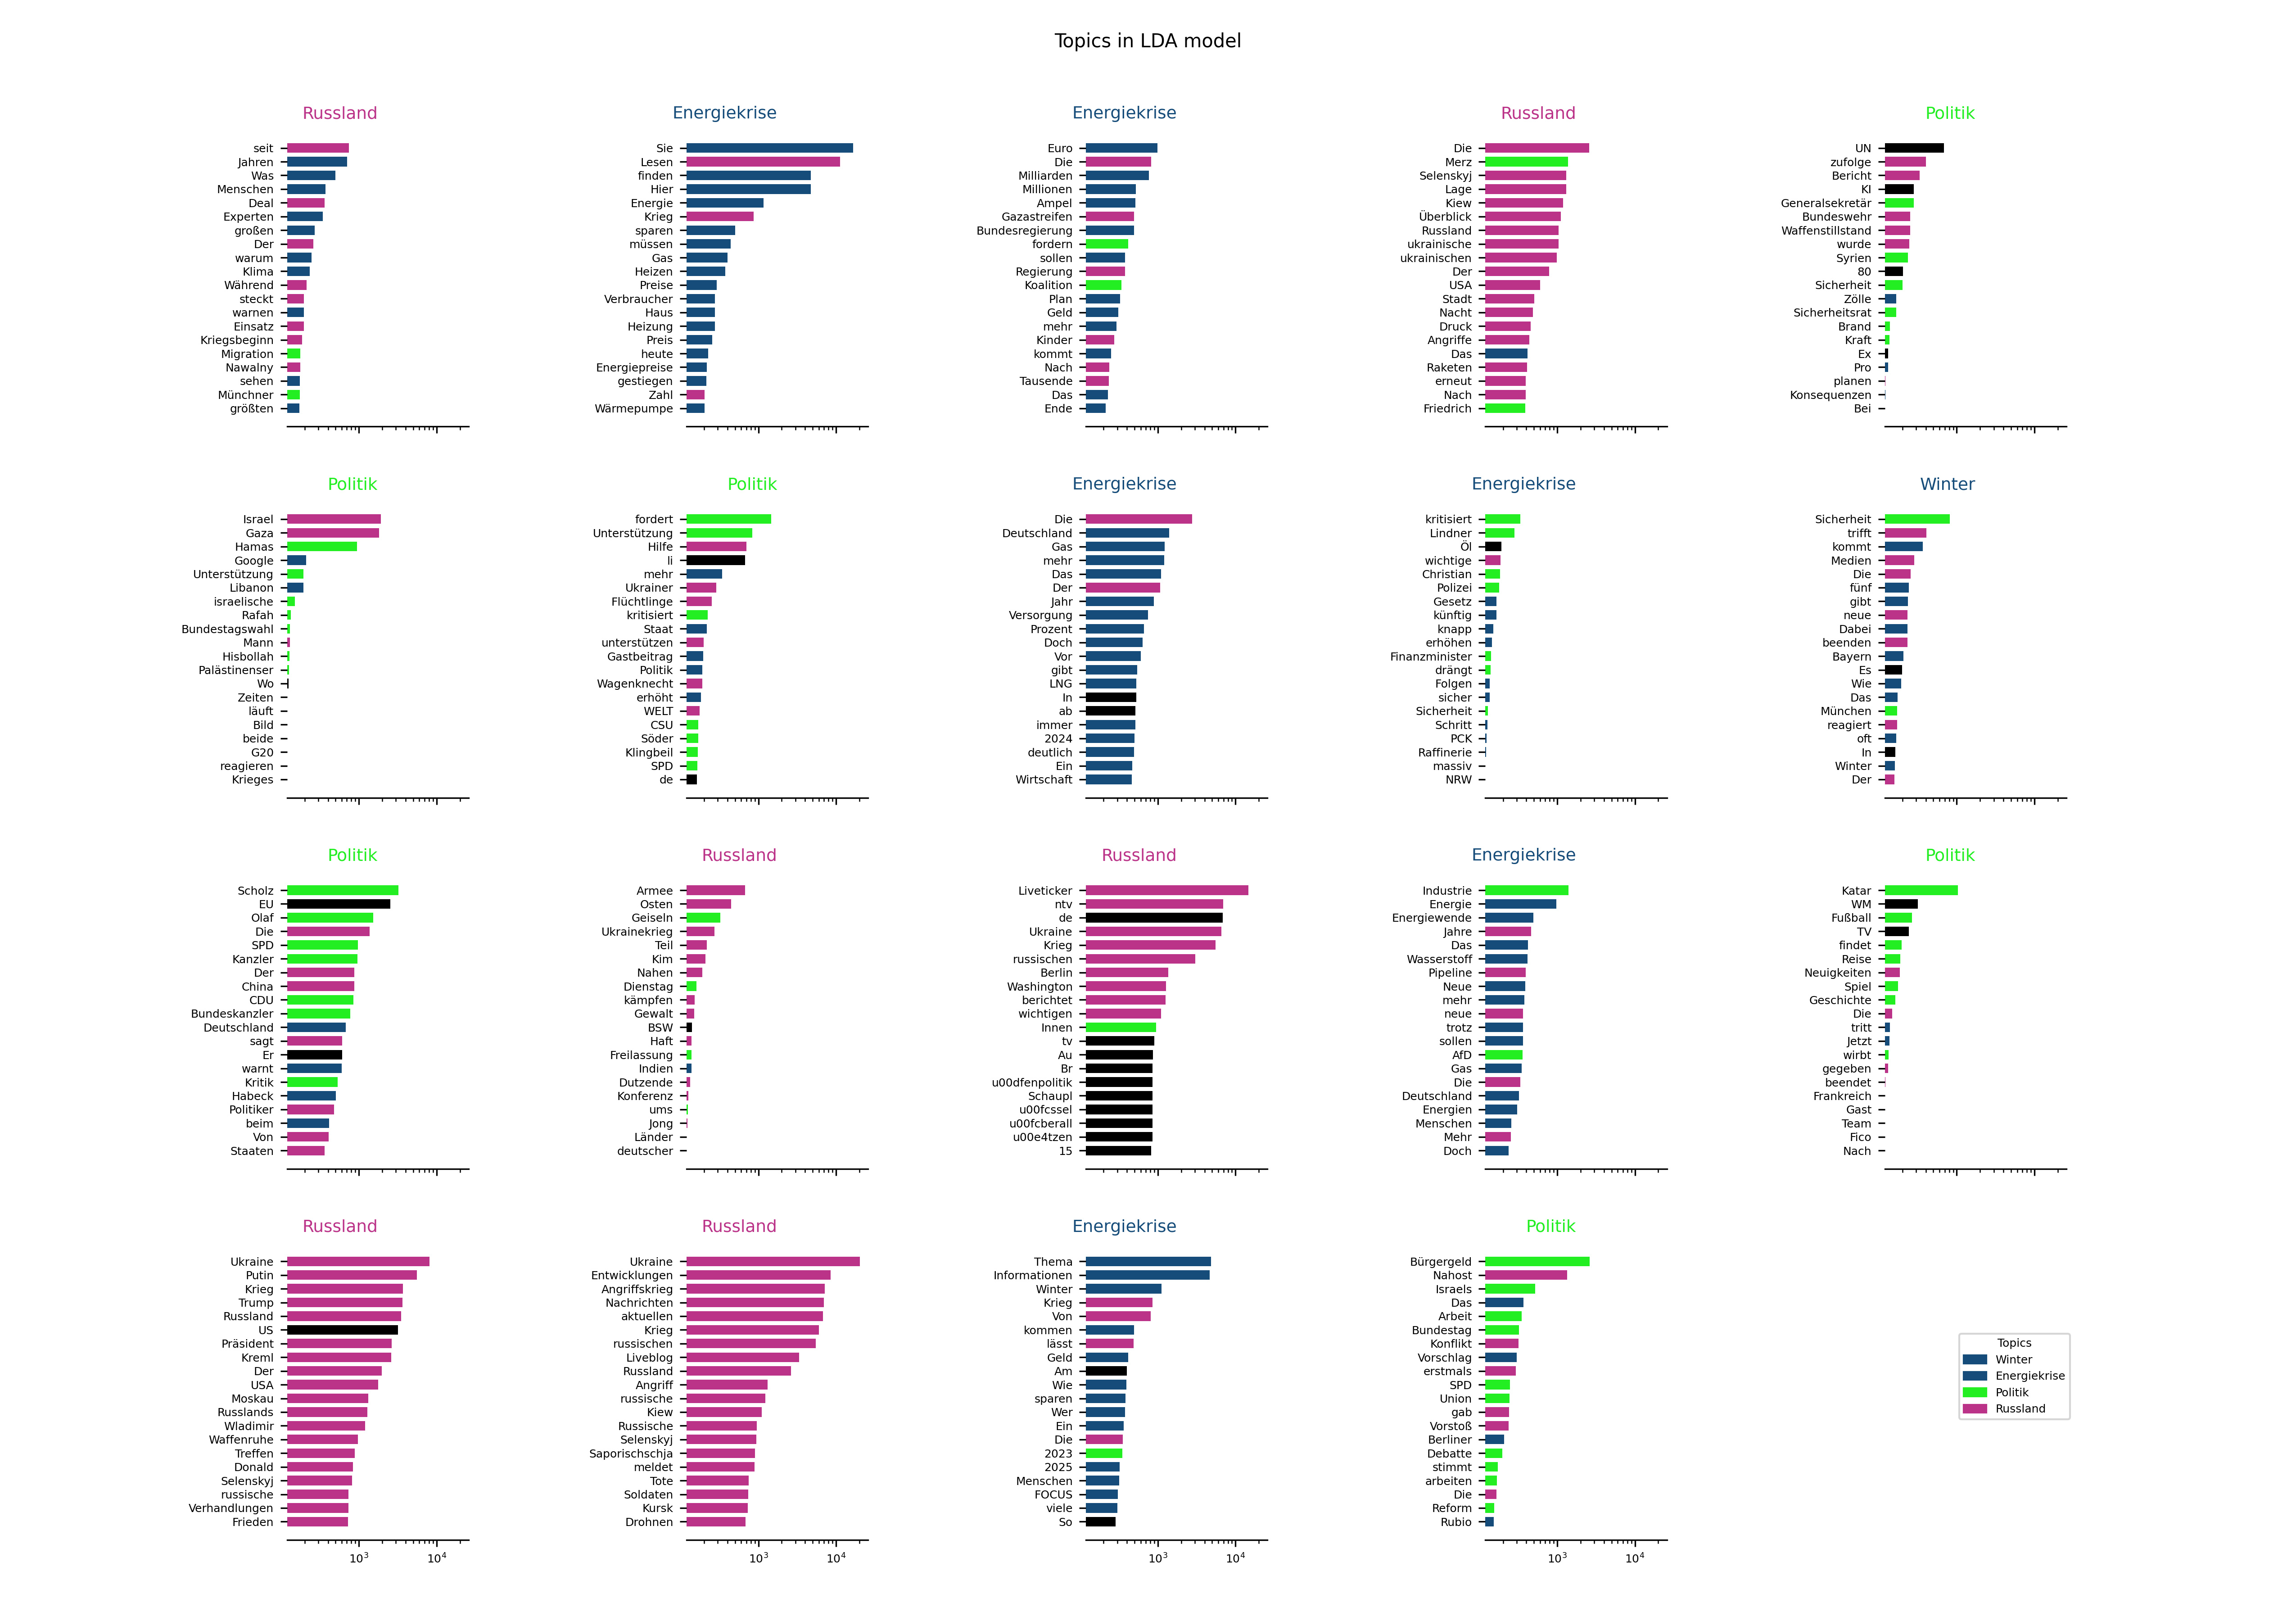 Topics in LDA model
Russland
seit
Jahren
Was
Menschen
Deal
Experten
großen
Der
warum
Klima
Während
steckt
warnen
Einsatz
Kriegsbeginn
Migration
Nawalny
sehen
Münchner
größten
Energiekrise
Sie
Lesen
finden
Hier
Energie
Krieg
sparen
müssen
Gas
Heizen
Preise
Verbraucher
Haus
Heizung
Preis
heute
Energiepreise
gestiegen
Zahl
Wärmepumpe
Energiekrise
Euro
Die
Milliarden
Millionen
Ampel
Gazastreifen
Bundesregierung
fordern
sollen
Regierung
Koalition
Plan
Geld
mehr
Kinder
kommt
Nach
Tausende
Das
Ende
Russland
Die
Merz
Selenskyj
Lage
Kiew
Überblick
Russland
ukrainische
ukrainischen
Der
USA
Stadt
Nacht
Druck
Angriffe
Das
Raketen
erneut
Nach
Friedrich
Politik
UN
zufolge
Bericht
KI
Generalsekretär
Bundeswehr
Waffenstillstand
wurde
Syrien
80
Sicherheit
Zölle
Sicherheitsrat
Brand
Kraft
Ex
Pro
planen
Konsequenzen
Bei
Politik
Israel
Gaza
Hamas
Google
Unterstützung
Libanon
israelische
Rafah
Bundestagswahl
Mann
Hisbollah
Palästinenser
Wo
Zeiten
läuft
Bild
beide
G20
reagieren
Krieges
Politik
fordert
Unterstützung
Hilfe
li
mehr
Ukrainer
Flüchtlinge
kritisiert
Staat
unterstützen
Gastbeitrag
Politik
Wagenknecht
erhöht
WELT
CSU
Söder
Klingbeil
SPD
de
Energiekrise
Die
Deutschland
Gas
mehr
Das
Der
Jahr
Versorgung
Prozent
Doch
Vor
gibt
LNG
In
ab
immer
2024
deutlich
Ein
Wirtschaft
Energiekrise
kritisiert
Lindner
Öl
wichtige
Christian
Polizei
Gesetz
künftig
knapp
erhöhen
Finanzminister
drängt
Folgen
sicher
Sicherheit
Schritt
PCK
Raffinerie
massiv
NRW
Winter
Sicherheit
trifft
kommt
Medien
Die
fünf
gibt
neue
Dabei
beenden
Bayern
Es
Wie
Das
München
reagiert
oft
In
Winter
Der
Politik
Scholz
EU
Olaf
Die
SPD
Kanzler
Der
China
CDU
Bundeskanzler
Deutschland
sagt
Er
warnt
Kritik
Habeck
Politiker
beim
Von
Staaten
Russland
Armee
Osten
Geiseln
Ukrainekrieg
Teil
Kim
Nahen
Dienstag
kämpfen
Gewalt
BSW
Haft
Freilassung
Indien
Dutzende
Konferenz
ums
Jong
Länder
deutscher
Russland
Liveticker
ntv
de
Ukraine
Krieg
russischen
Berlin
Washington
berichtet
wichtigen
Innen
tv
Au
Br
u00dfenpolitik
Schaupl
u00fcssel
u00fcberall
u00e4tzen
15
Energiekrise
Industrie
Energie
Energiewende
Jahre
Das
Wasserstoff
Pipeline
Neue
mehr
neue
trotz
sollen
AfD
Gas
Die
Deutschland
Energien
Menschen
Mehr
Doch
Politik
Katar
WM
Fußball
TV
findet
Reise
Neuigkeiten
Spiel
Geschichte
Die
tritt
Jetzt
wirbt
gegeben
beendet
Frankreich
Gast
Team
Fico
Nach
Russland
Ukraine
Putin
Krieg
Trump
Russland
US
Präsident
Kreml
Der
USA
Moskau
Russlands
Wladimir
Waffenruhe
Treffen
Donald
Selenskyj
russische
Verhandlungen
Frieden
10³ 10⁴
Russland
Ukraine
Entwicklungen
Angriffskrieg
Nachrichten
aktuellen
Krieg
russischen
Liveblog
Russland
Angriff
russische
Kiew
Russische
Selenskyj
Saporischschja
meldet
Tote
Soldaten
Kursk
Drohnen
10³ 10⁴
Energiekrise
Thema
Informationen
Winter
Krieg
Von
kommen
lässt
Geld
Am
Wie
sparen
Wer
Ein
Die
2023
2025
Menschen
FOCUS
viele
So
10³ 10⁴
Politik
Bürgergeld
Nahost
Israels
Das
Arbeit
Bundestag
Konflikt
Vorschlag
erstmals
SPD
Union
gab
Vorstoß
Berliner
Debatte
stimmt
arbeiten
Die
Reform
Rubio
10³ 10⁴
Topics
Winter
Energiekrise
Politik
Russland